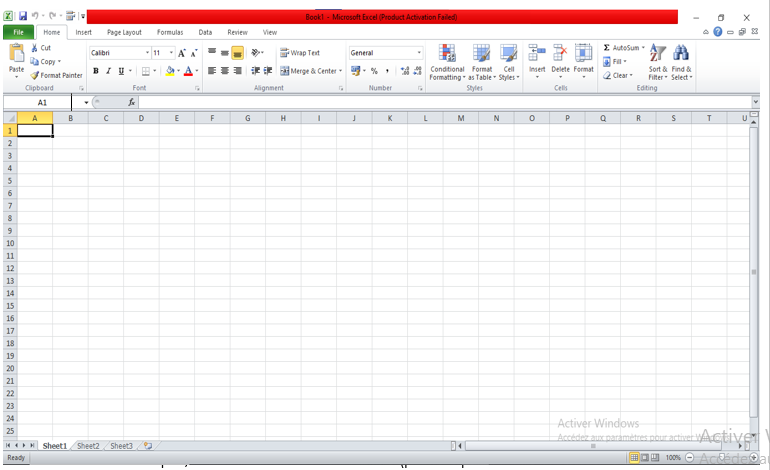 Book1 - Microsoft Excel (Product Activation Failed)
File Home Insert Page Layout Formulas Data Review View
Paste Cut Copy Format Painter
Calibri 11
B I U
Wrap Text
Merge & Center
General
$ % ,
Conditional Formatting Format as Table Cell Styles
Insert Delete Format
Σ AutoSum Fill Clear
Sort & Filter Find & Select
Clipboard Font Alignment Number Styles Cells Editing
A1 fx
A B C D E F G H I J K L M N O P Q R S T U
1
2
3
4
5
6
7
8
9
10
11
12
13
14
15
16
17
18
19
20
21
22
23
24
25
Activer Windows
Accédez aux paramètres pour activer
Activer
Sheet1 Sheet2 Sheet3
Ready 100%